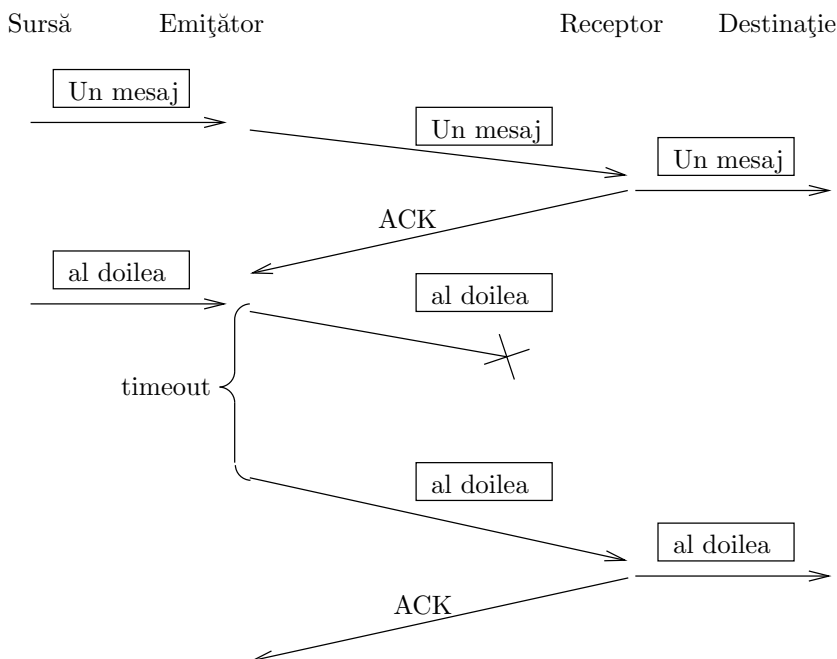 Sursă Emiţător Receptor Destinaţie
Un mesaj
Un mesaj
Un mesaj
ACK
al doilea
al doilea
timeout
al doilea
al doilea
ACK